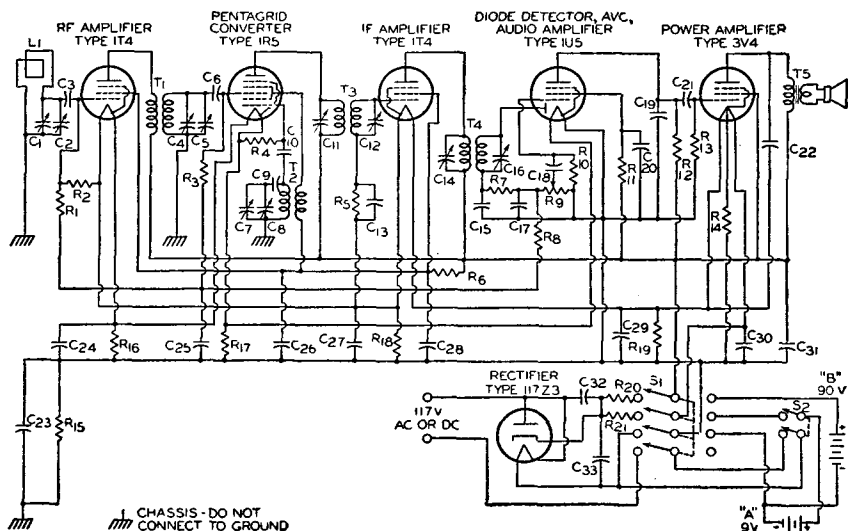 RF AMPLIFIER
TYPE 1T4
PENTAGRID
CONVERTER
TYPE 1R5
IF AMPLIFIER
TYPE 1T4
DIODE DETECTOR, AVC,
AUDIO AMPLIFIER
TYPE 1U5
POWER AMPLIFIER
TYPE 3V4
L1
C3
T1
C6
T3
T4
C19
C21
T5
C1
C2
C4
C5
R4
C10
C11
C12
C14
C16
C18
R10
R11
C20
R12
R13
C22
R2
R1
R3
C9
T2
C7
C8
R5
C13
C15
R7
C17
R9
R8
R14
R6
C24
R16
C25
R17
C26
C27
R18
C28
C29
R19
C30
C31
RECTIFIER
TYPE 117Z3
C32
R20
S1
"B"
90 V
117V
AC OR DC
R21
S2
C23
R15
C33
CHASSIS - DO NOT
CONNECT TO GROUND
"A"
9V